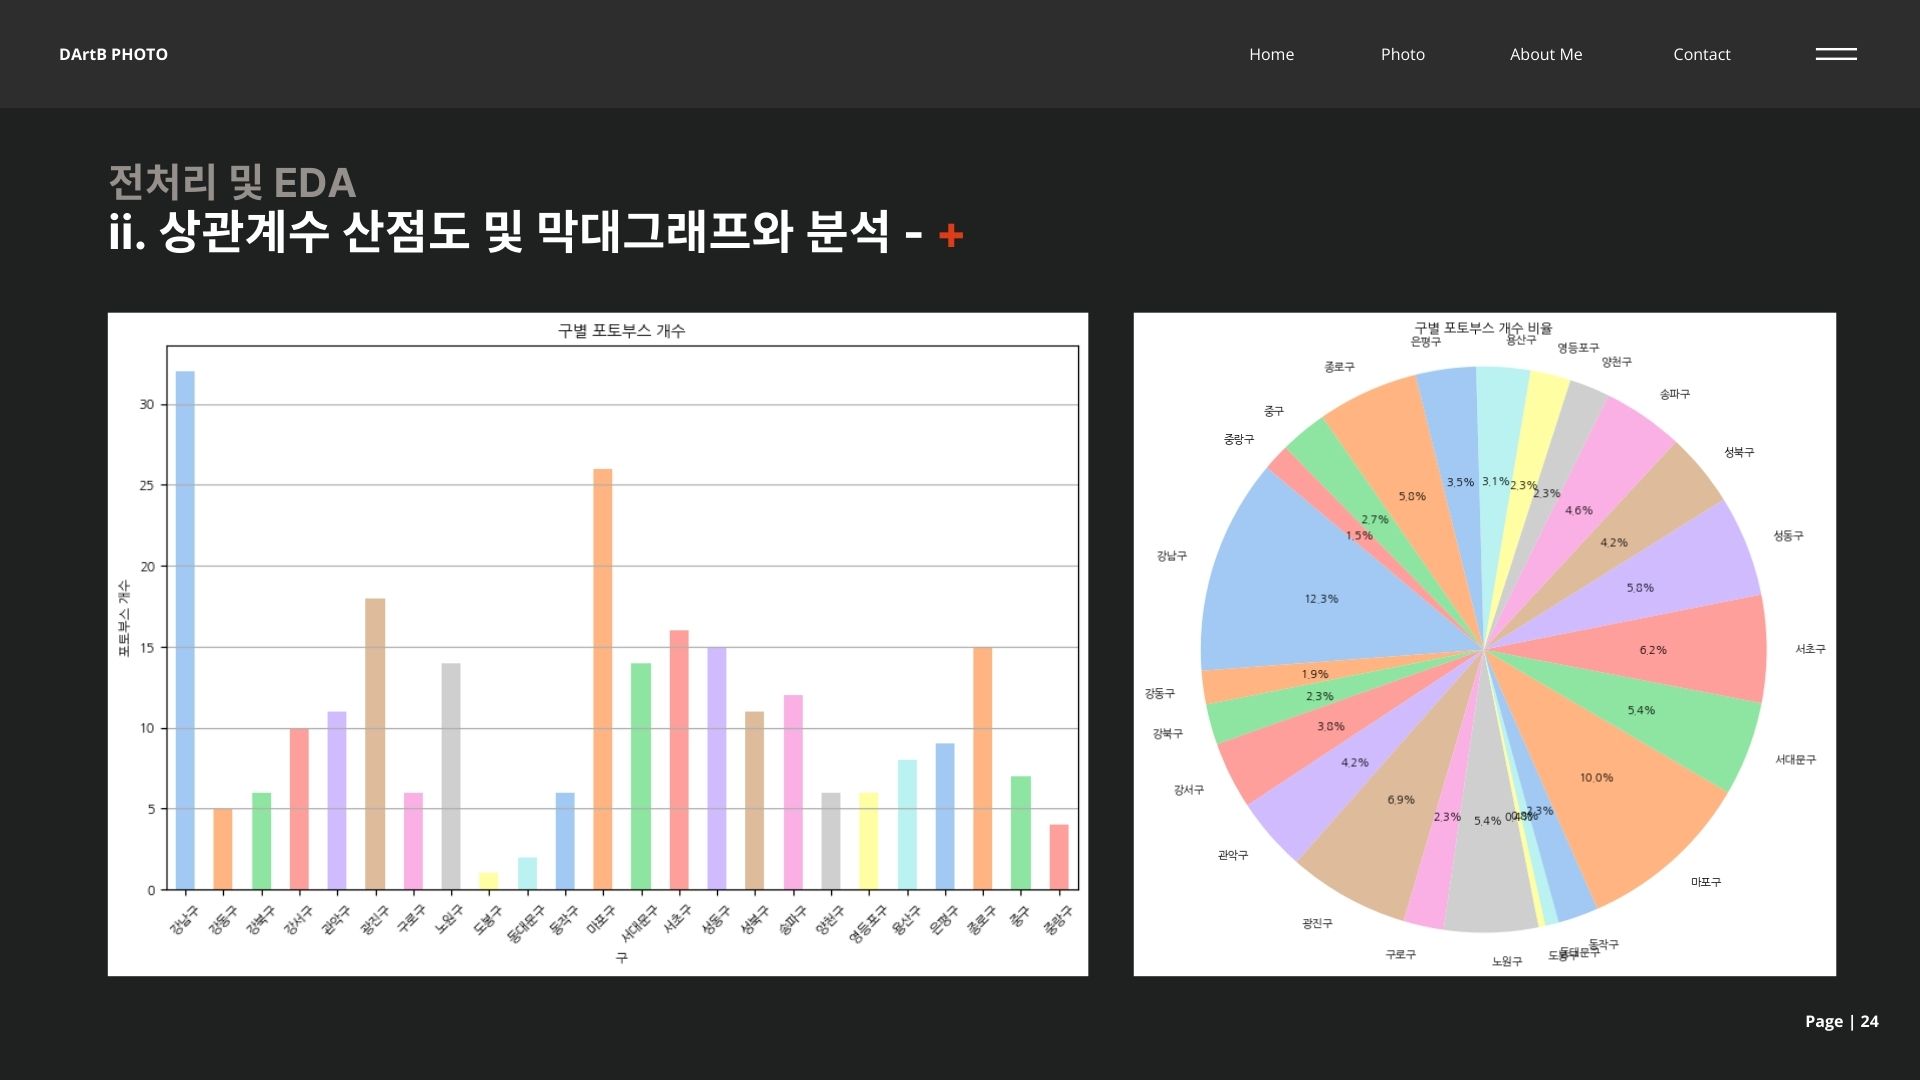 DArtB PHOTO
Home
Photo
About Me
Contact
전처리 및 EDA
ii. 상관계수 산점도 및 막대그래프와 분석 - +
구별 포토부스 개수
포토부스 개수
30
25
20
15
10
5
0
강남구
강동구
강북구
강서구
관악구
광진구
구로구
노원구
도봉구
동대문구
동작구
마포구
서대문구
서초구
성동구
성북구
송파구
양천구
영등포구
용산구
은평구
종로구
중구
중랑구
구
구별 포토부스 개수 비율
은평구
용산구
영등포구
양천구
종로구
송파구
중구
중랑구
성북구
강남구
성동구
서초구
강동구
강북구
서대문구
강서구
관악구
마포구
광진구
구로구
노원구
도봉구
동대문구
동작구
3.5%
3.1%
2.3%
2.3%
5.8%
4.6%
2.7%
1.5%
4.2%
5.8%
12.3%
6.2%
1.9%
2.3%
5.4%
3.8%
4.2%
10.0%
6.9%
2.3%
5.4%
0.4%
0.8%
2.3%
Page | 24